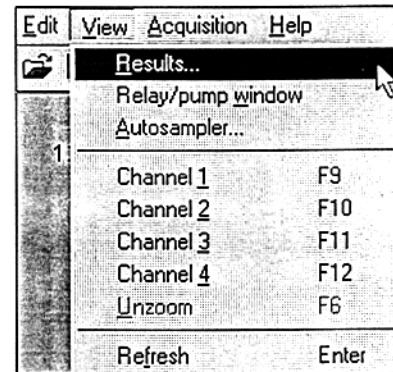 Edit View Acquisition Help
Results...
Relay/pump window
Autosampler...
1
Channel 1 F9
Channel 2 F10
Channel 3 F11
Channel 4 F12
Unzoom F6
Refresh Enter